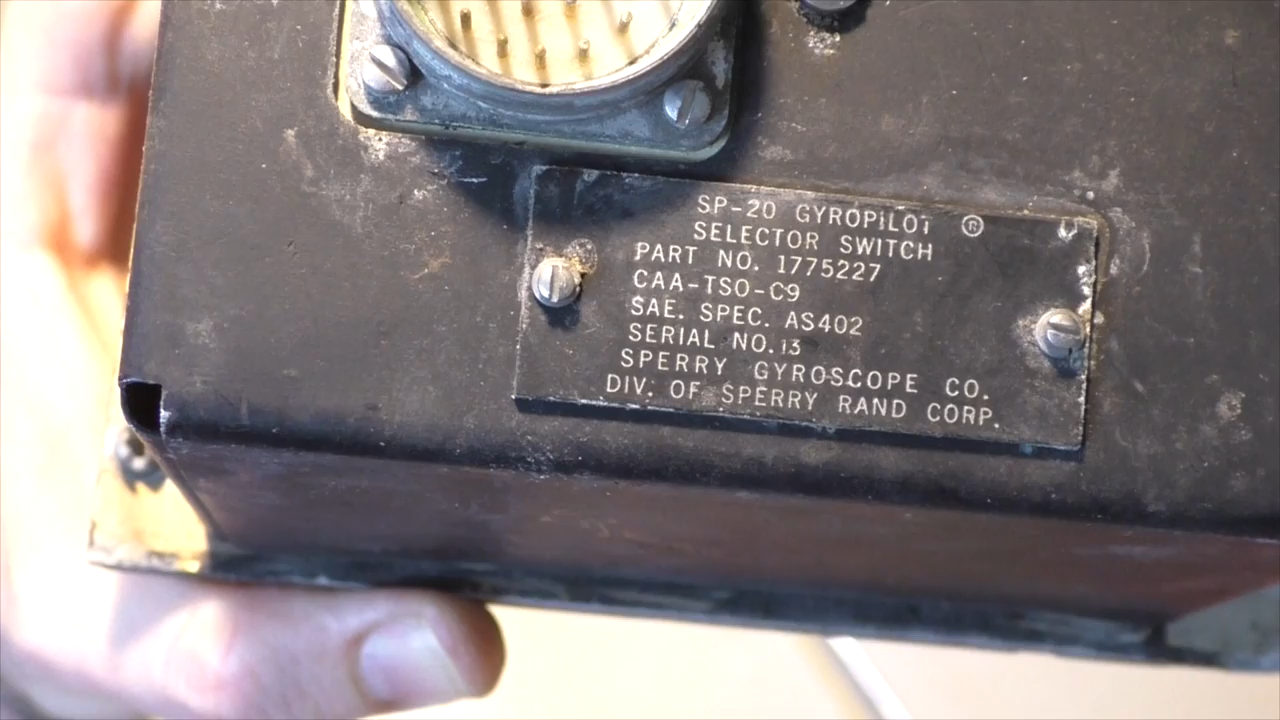 SP-20 GYROPILOT ®
SELECTOR SWITCH
PART NO. 1775227
CAA-TSO-C9
SAE. SPEC. AS402
SERIAL NO. 13
SPERRY GYROSCOPE CO.
DIV. OF SPERRY RAND CORP.